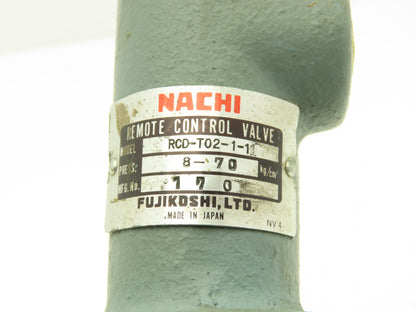 NACHI
REMOTE CONTROL VALVE
MODEL RCD-T02-1-11
PRESS: 8-70 kg/cm²
MFG. No. 170
FUJIKOSHI, LTD.
MADE IN JAPAN
NV4